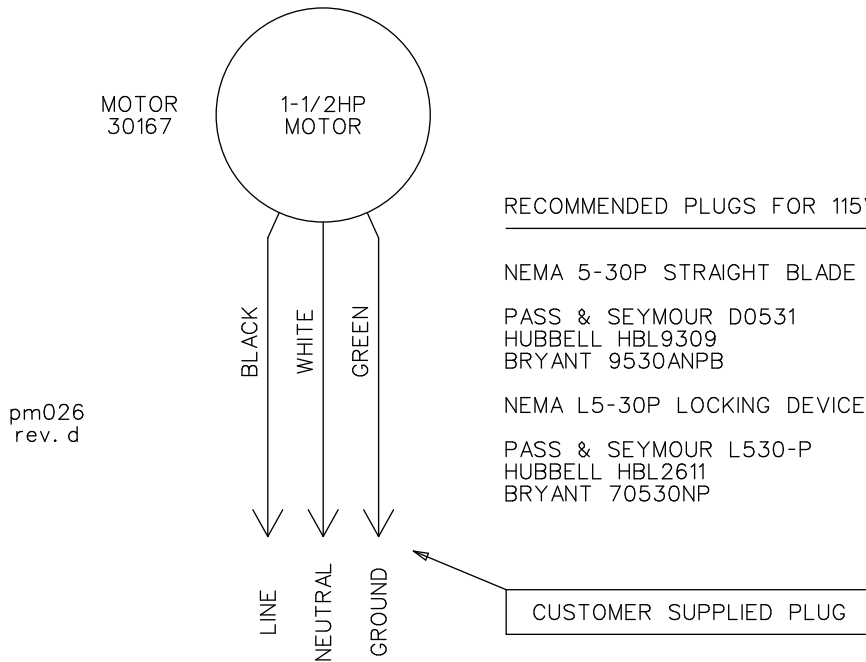 MOTOR
30167
1-1/2HP
MOTOR
RECOMMENDED PLUGS FOR 115V
NEMA 5-30P STRAIGHT BLADE
PASS & SEYMOUR D0531
HUBBELL HBL9309
BRYANT 9530ANPB
NEMA L5-30P LOCKING DEVICE
PASS & SEYMOUR L530-P
HUBBELL HBL2611
BRYANT 70530NP
BLACK
WHITE
GREEN
pm026
rev. d
LINE
NEUTRAL
GROUND
CUSTOMER SUPPLIED PLUG